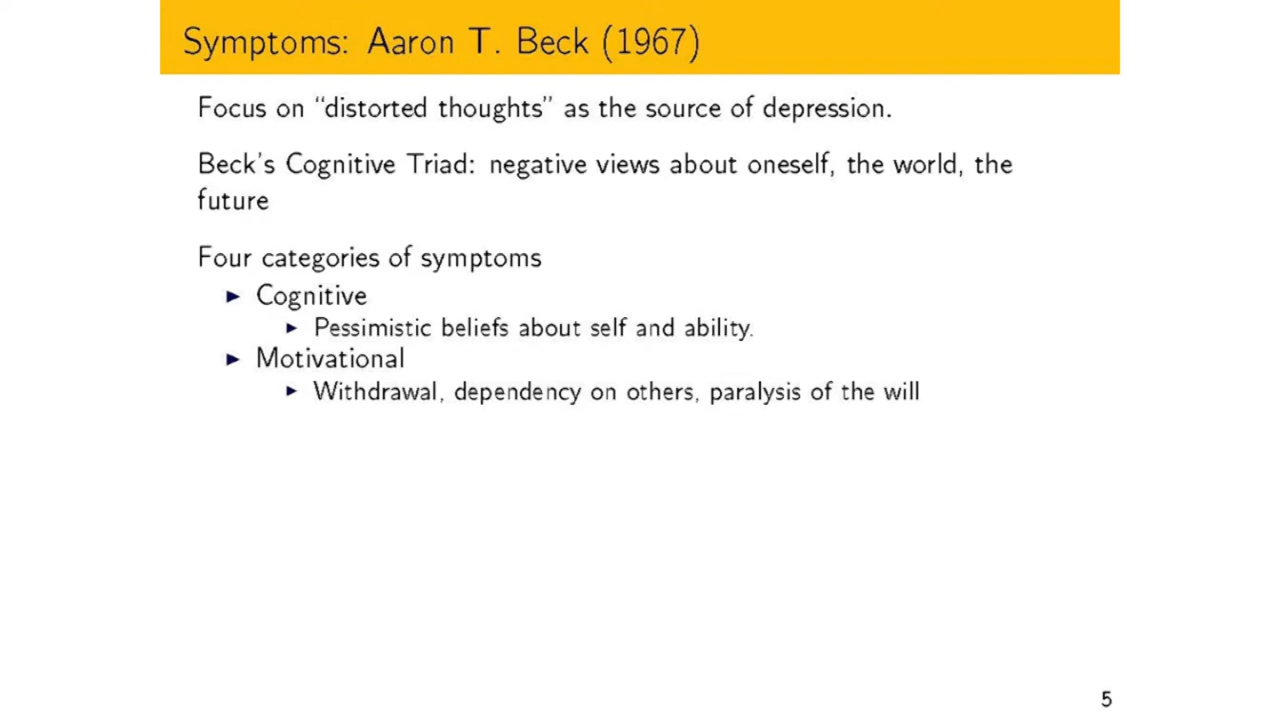 Symptoms: Aaron T. Beck (1967)
Focus on “distorted thoughts” as the source of depression.
Beck's Cognitive Triad: negative views about oneself, the world, the
future
Four categories of symptoms
▶ Cognitive
▶ Pessimistic beliefs about self and ability.
▶ Motivational
▶ Withdrawal, dependency on others, paralysis of the will
5